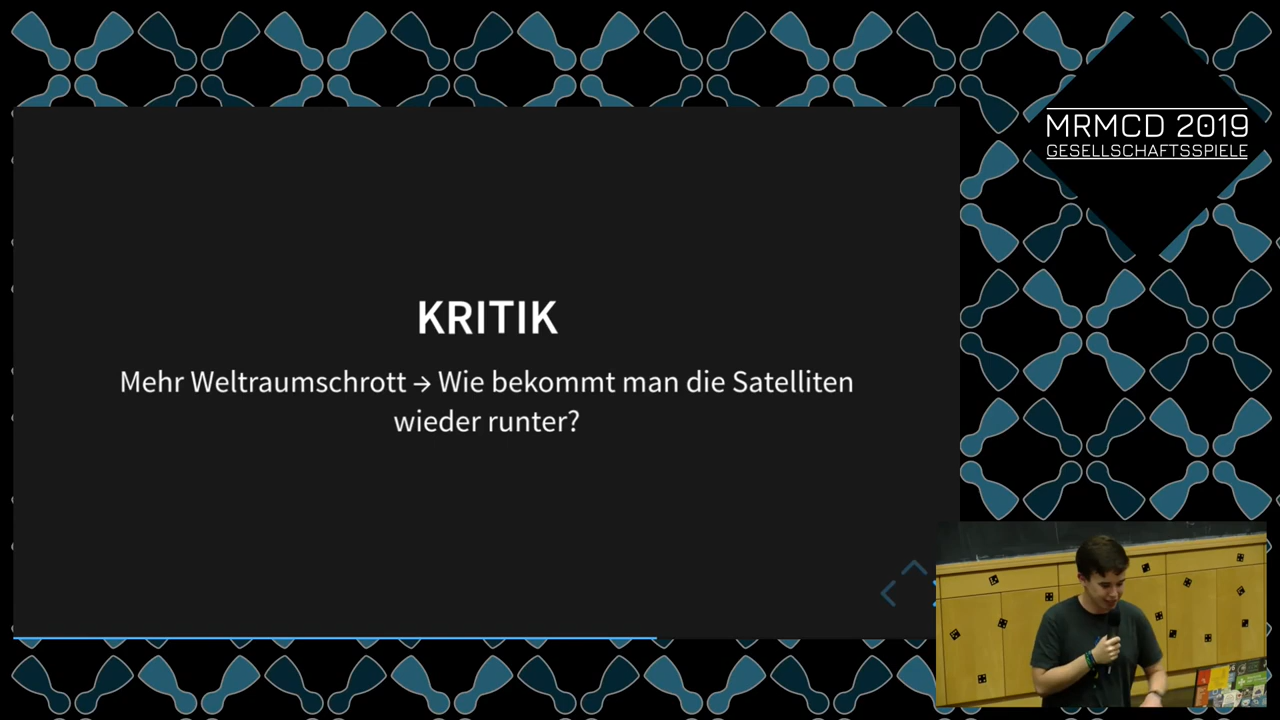 MRMCD 2019
GESELLSCHAFTSSPIELE
KRITIK
Mehr Weltraumschrott → Wie bekommt man die Satelliten
wieder runter?